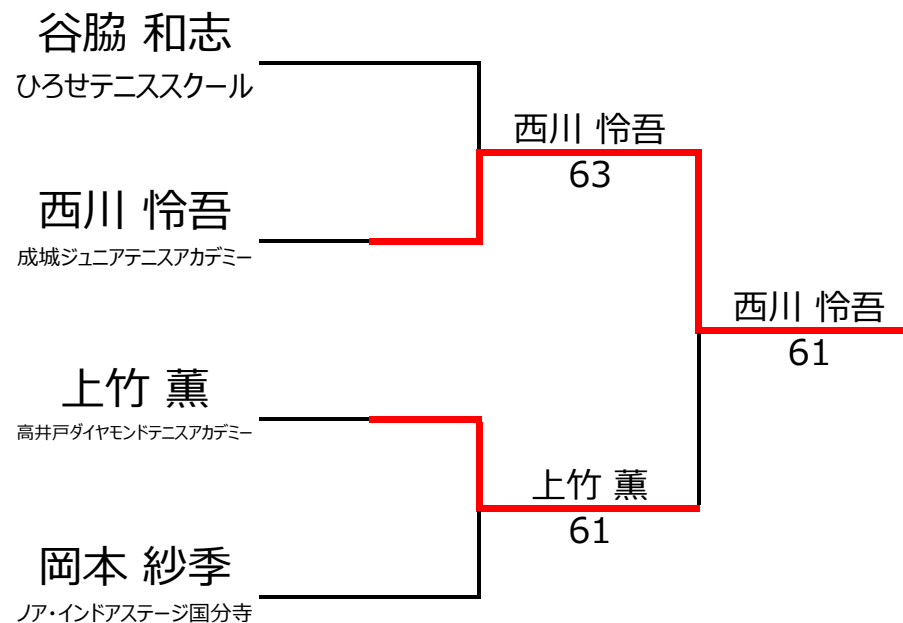 谷脇 和志
ひろせテニススクール
西川 怜吾
63
西川 怜吾
成城ジュニアテニスアカデミー
西川 怜吾
61
上竹 薫
高井戸ダイヤモンドテニスアカデミー
上竹 薫
61
岡本 紗季
ノア・インドアステージ国分寺